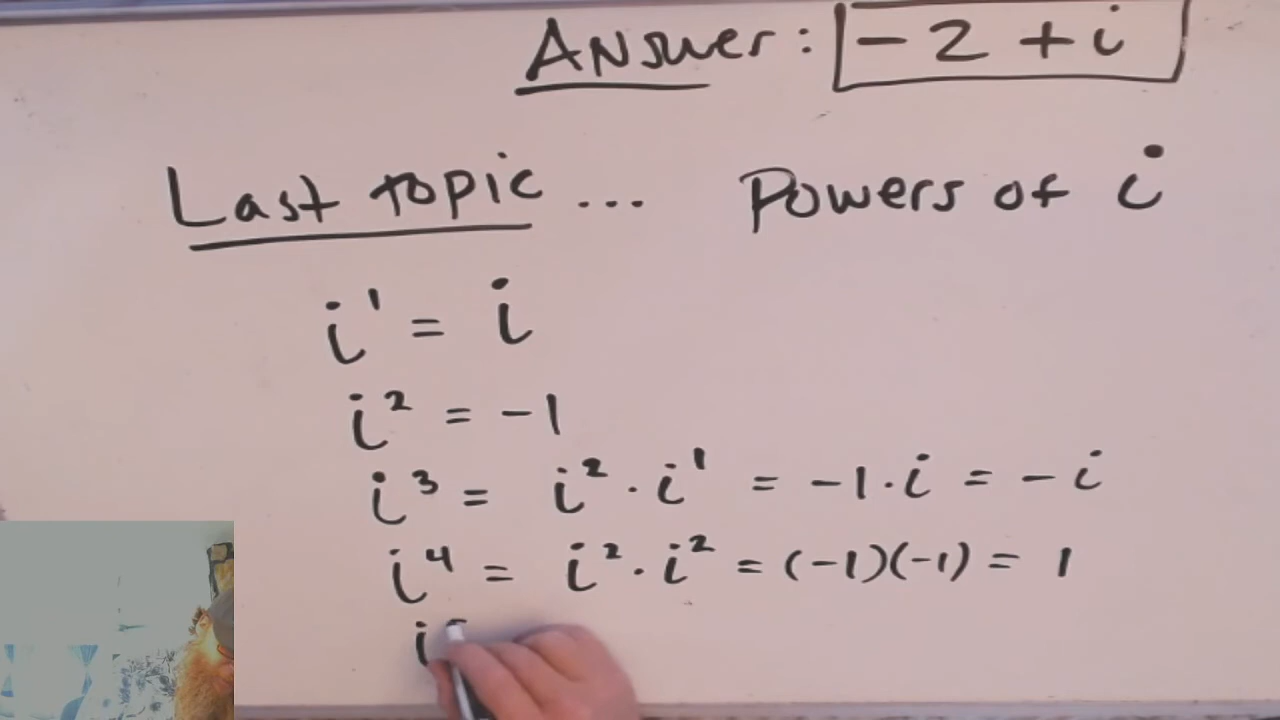 Answer: -2 + i
Last topic ... Powers of i
i¹ = i
i² = -1
i³ = i² · i¹ = -1 · i = -i
i⁴ = i² · i² = (-1)(-1) = 1
i